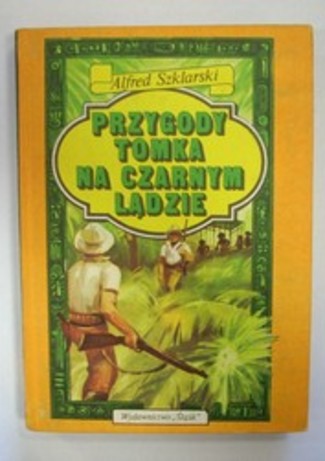 Alfred Szklarski
PRZYGODY
TOMKA
NA CZARNYM
LĄDZIE
Wydawnictwo „Śląsk"